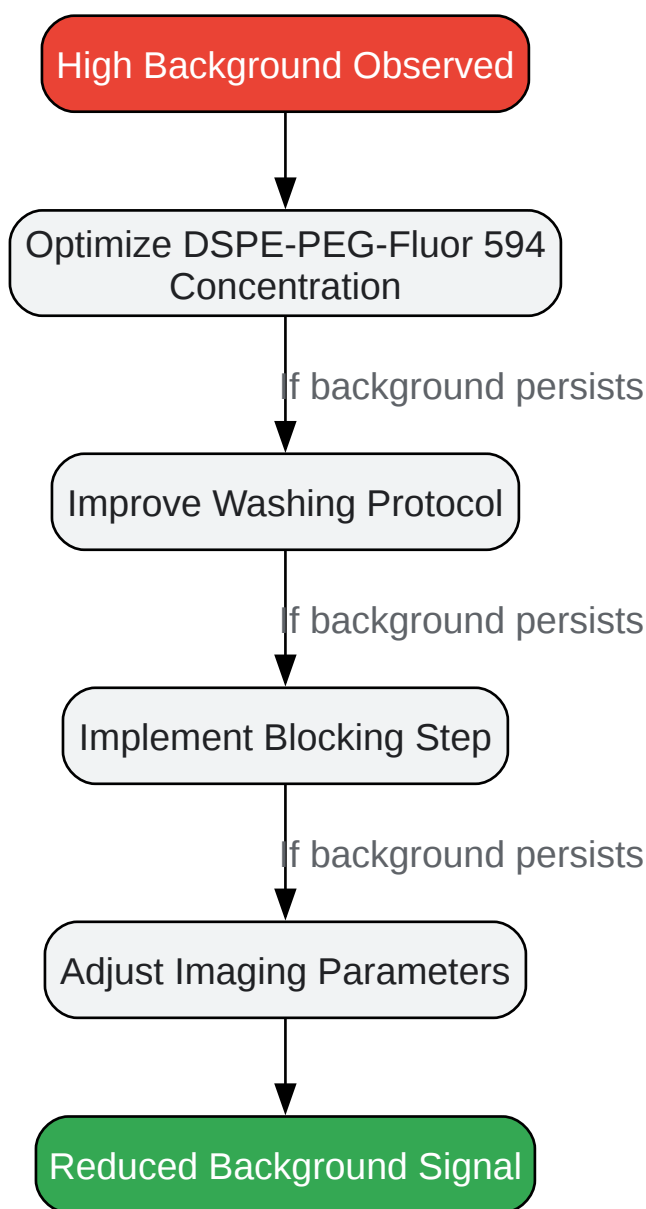 High Background Observed
Optimize DSPE-PEG-Fluor 594
Concentration
If background persists
Improve Washing Protocol
If background persists
Implement Blocking Step
If background persists
Adjust Imaging Parameters
Reduced Background Signal